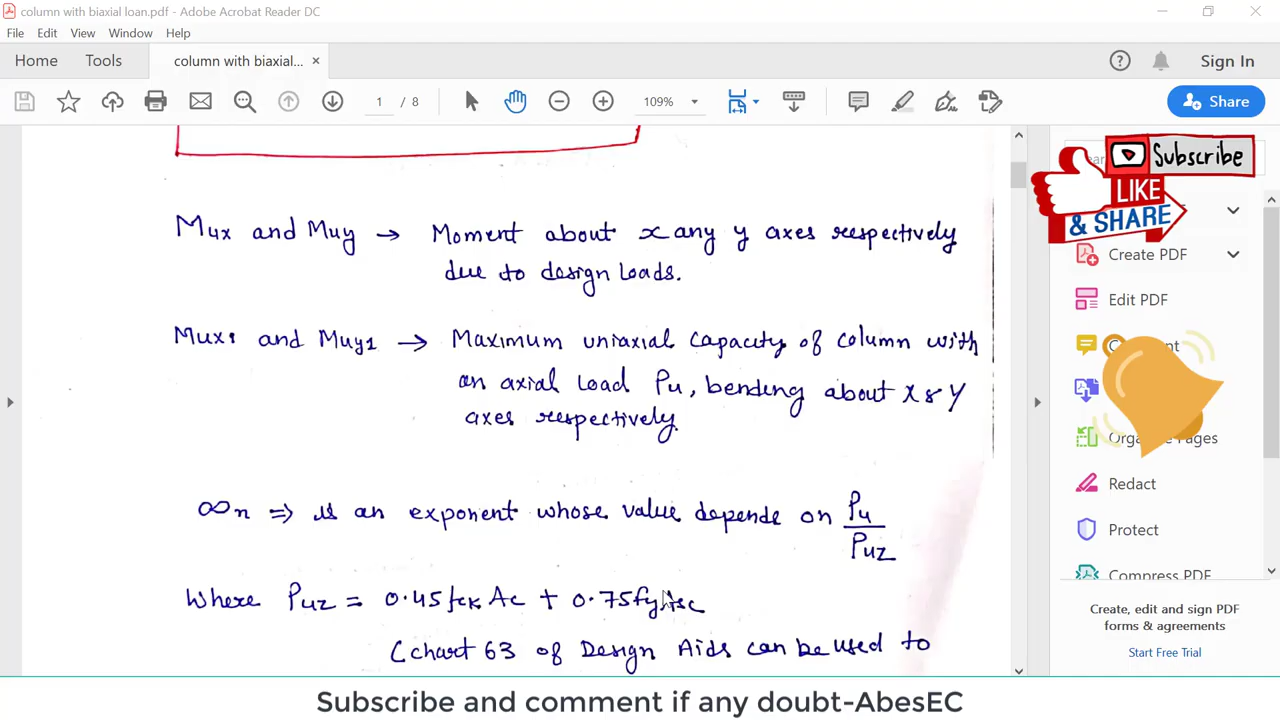 column with biaxial loan.pdf - Adobe Acrobat Reader DC
File Edit View Window Help
Home Tools column with biaxial... × Sign In
1 / 8 109% Share
Subscribe
LIKE
& SHARE
Mux and Muy → Moment about x any y axes respectively
due to design loads.
Mux1 and Muy1 → Maximum uniaxial capacity of column with
an axial load Pu, bending about X & Y
axes respectively.
∞n ⇒ is an exponent whose value depends on Pu
Puz
Where Puz = 0.45fck Ac + 0.75fyAsc
(chart 63 of Design Aids can be used to
Create PDF
Edit PDF
Pages
Redact
Protect
Compress PDF
Create, edit and sign PDF
forms & agreements
Start Free Trial
Subscribe and comment if any doubt-AbesEC